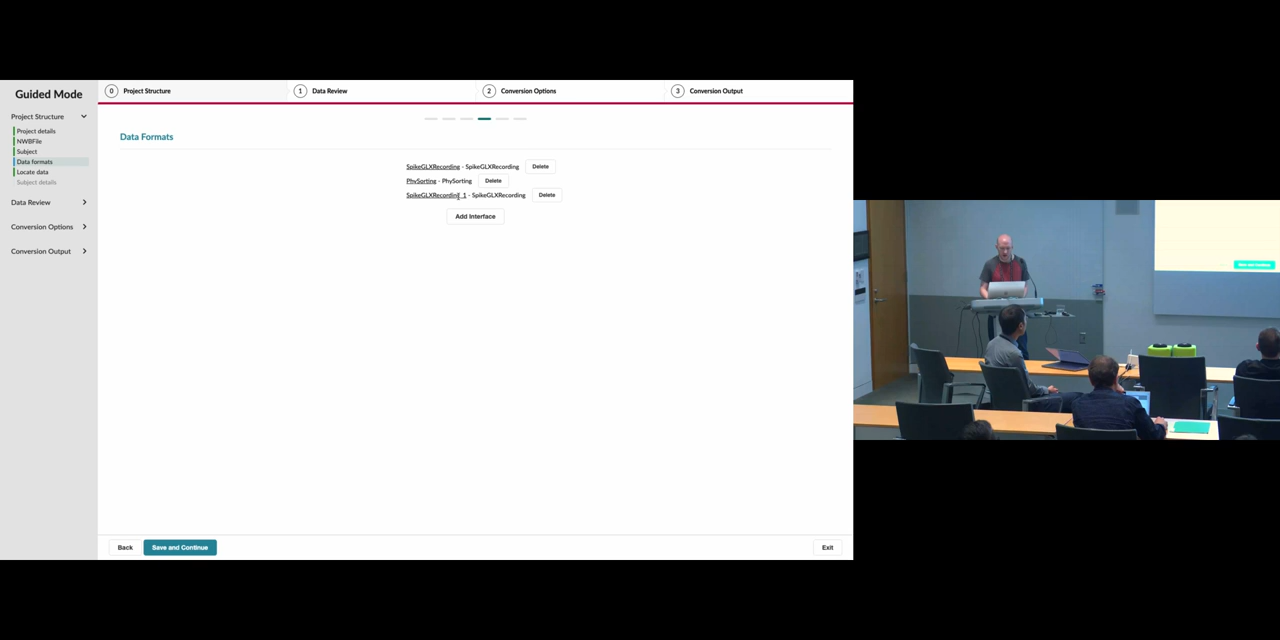 Guided Mode
Project Structure
Project details
NWBFile
Subject
Data formats
Locate data
Subject details
Data Review
Conversion Options
Conversion Output
0 Project Structure
1 Data Review
2 Conversion Options
3 Conversion Output
Data Formats
SpikeGLXRecording - SpikeGLXRecording Delete
PhySorting - PhySorting Delete
SpikeGLXRecording_1 - SpikeGLXRecording Delete
Add Interface
Back Save and Continue Exit